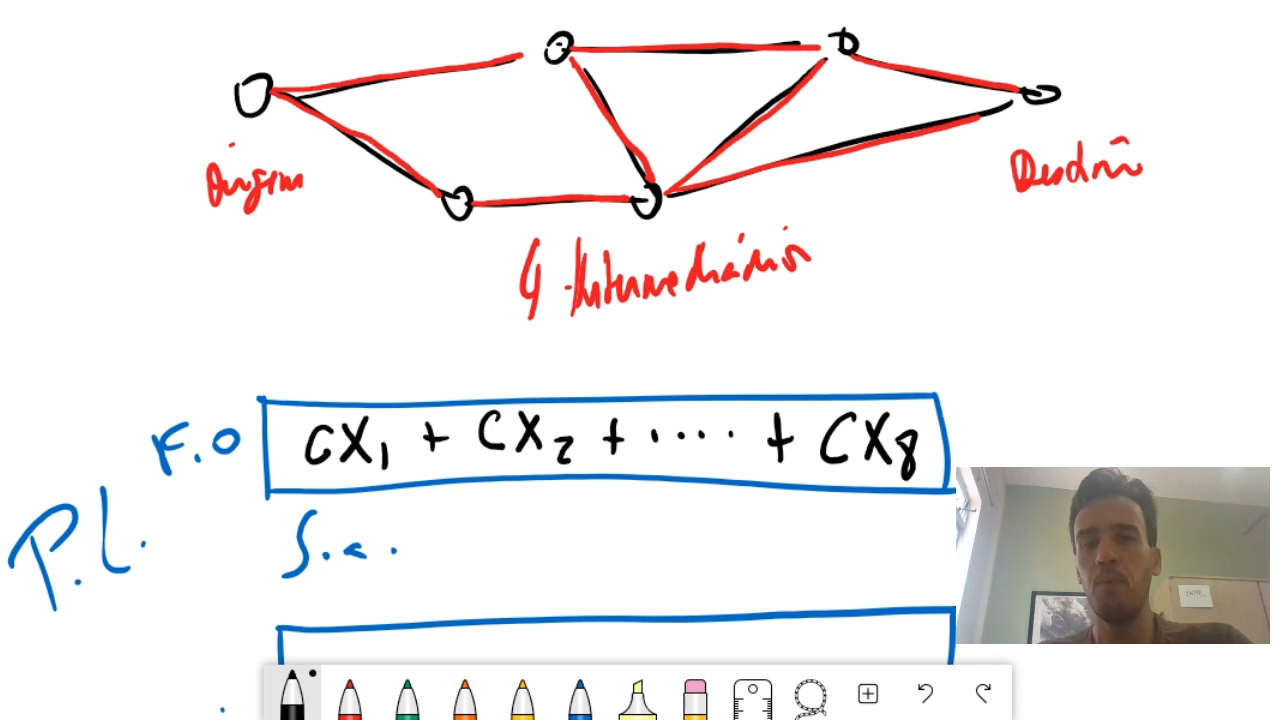 Origem Destino
4 Intermediários
F.O CX1 + CX2 + .... + CX8
P.L. S.a.